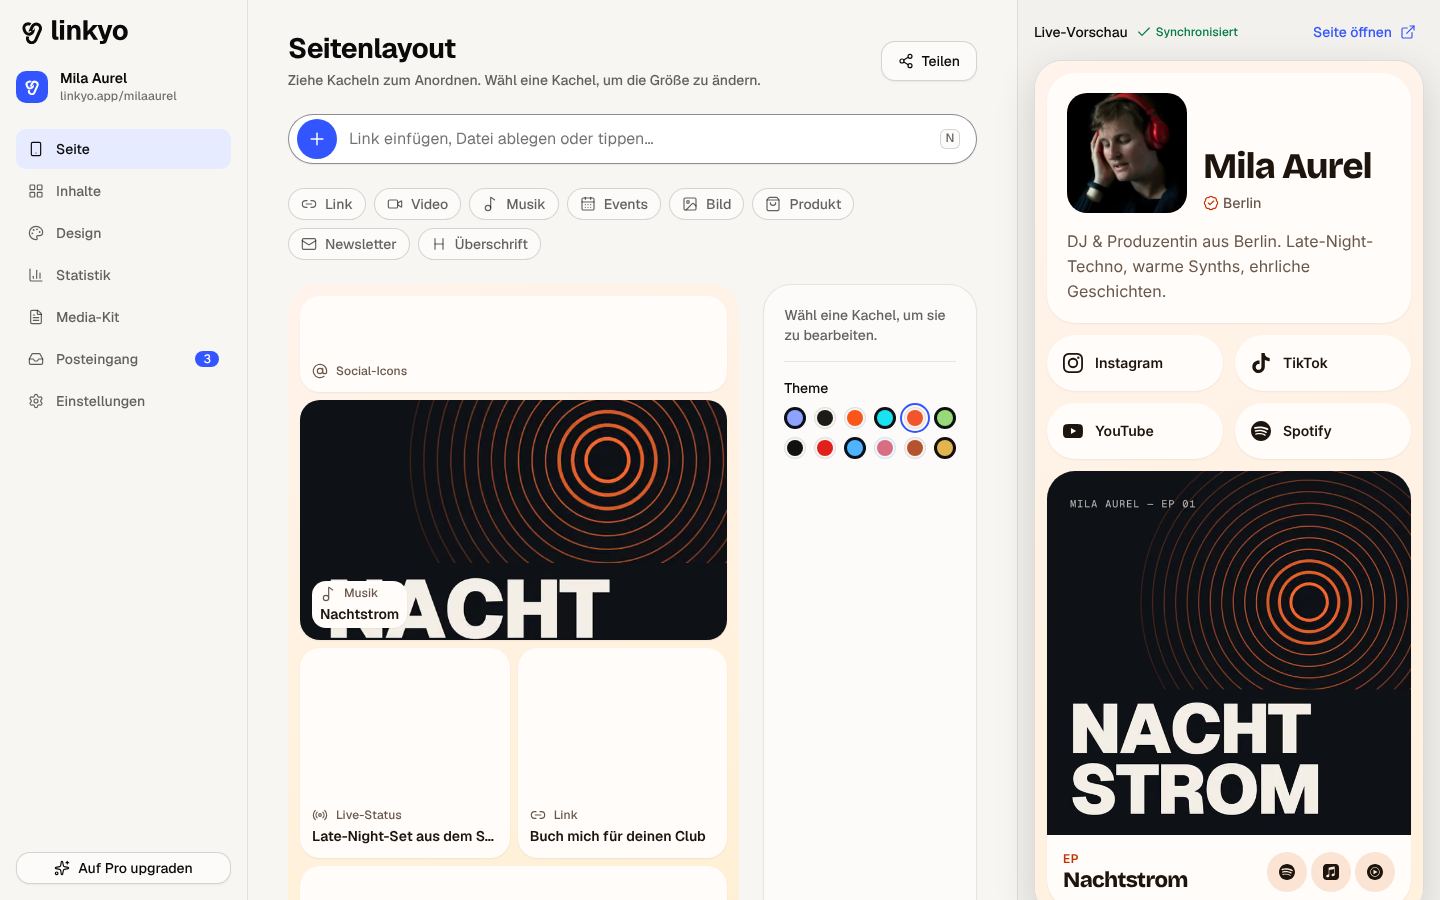 linkyo
Mila Aurel
linkyo.app/milaaurel
Seite
Inhalte
Design
Statistik
Media-Kit
Posteingang 3
Einstellungen
Auf Pro upgraden
Seitenlayout
Ziehe Kacheln zum Anordnen. Wähl eine Kachel, um die Größe zu ändern.
Teilen
Link einfügen, Datei ablegen oder tippen... N
Link Video Musik Events Bild Produkt
Newsletter Überschrift
Social-Icons
NACHT
Musik
Nachtstrom
Live-Status
Late-Night-Set aus dem S...
Link
Buch mich für deinen Club
Wähl eine Kachel, um sie
zu bearbeiten.
Theme
Live-Vorschau Synchronisiert Seite öffnen
Mila Aurel
Berlin
DJ & Produzentin aus Berlin. Late-Night-
Techno, warme Synths, ehrliche
Geschichten.
Instagram TikTok
YouTube Spotify
MILA AUREL — EP 01
NACHT
STROM
EP
Nachtstrom